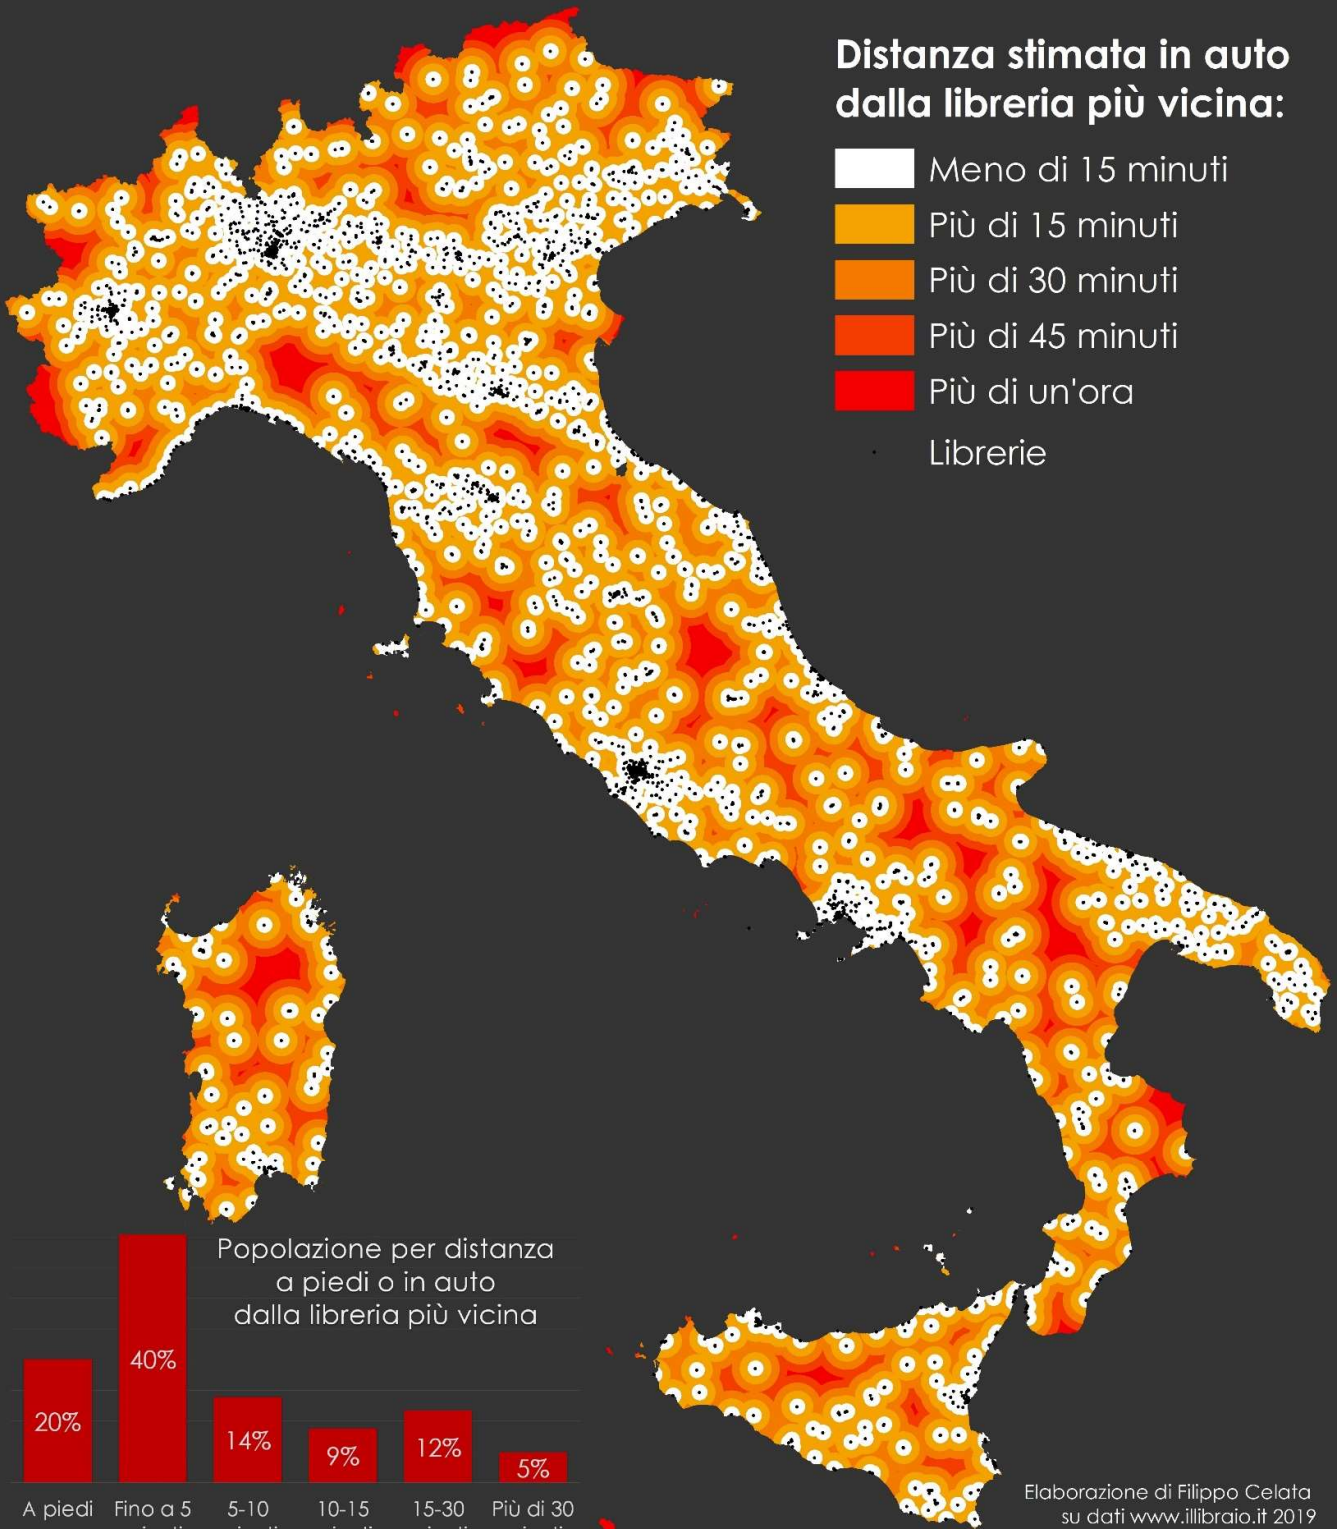 Distanza stimata in auto
dalla libreria più vicina:
Meno di 15 minuti
Più di 15 minuti
Più di 30 minuti
Più di 45 minuti
Più di un'ora
Librerie
Popolazione per distanza
a piedi o in auto
dalla libreria più vicina
20%
40%
14%
9%
12%
5%
A piedi
Fino a 5
5-10
10-15
15-30
Più di 30
Elaborazione di Filippo Celata
su dati www.illibraio.it 2019